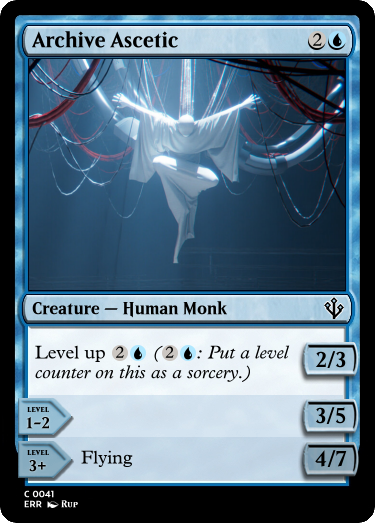 Archive Ascetic 2
Creature — Human Monk
Level up 2 (2 : Put a level
counter on this as a sorcery.)
2/3
LEVEL
1-2
3/5
LEVEL
3+
Flying
4/7
C 0041
ERR RUP